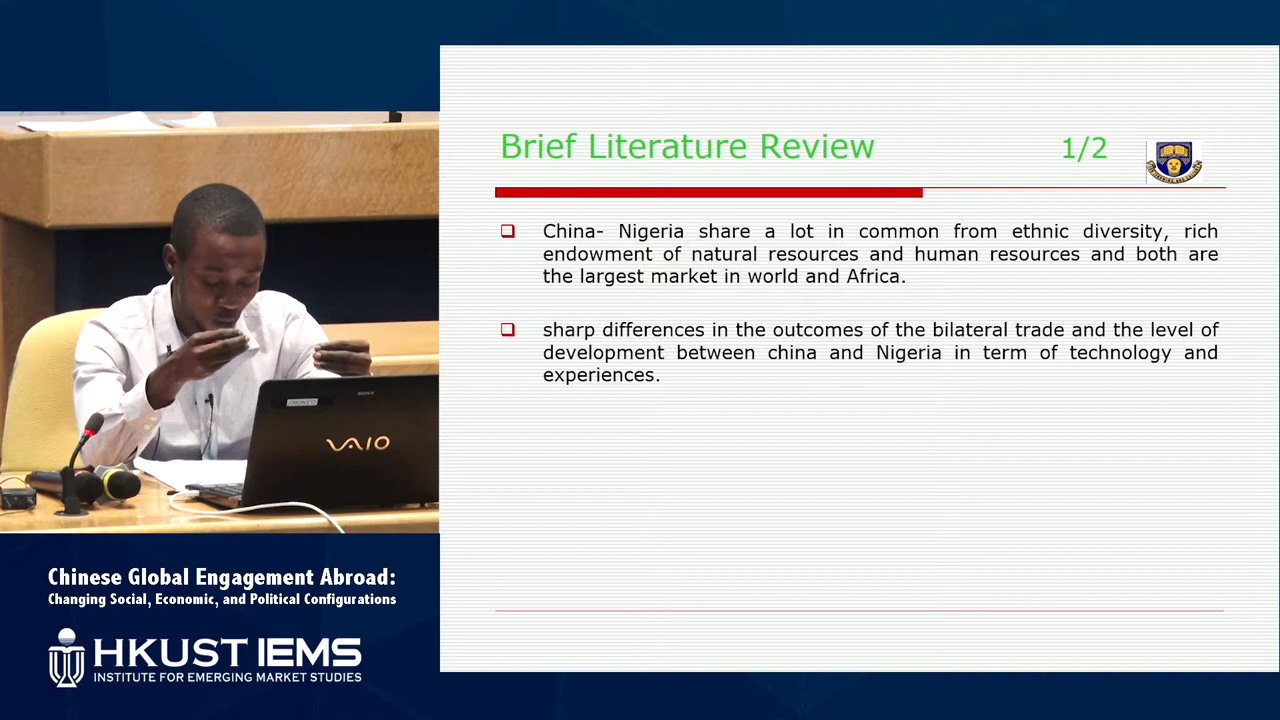 Brief Literature Review 1/2
China- Nigeria share a lot in common from ethnic diversity, rich
endowment of natural resources and human resources and both are
the largest market in world and Africa.
sharp differences in the outcomes of the bilateral trade and the level of
development between china and Nigeria in term of technology and
experiences.
SONY
VAIO
Chinese Global Engagement Abroad:
Changing Social, Economic, and Political Configurations
HKUST IEMS
INSTITUTE FOR EMERGING MARKET STUDIES